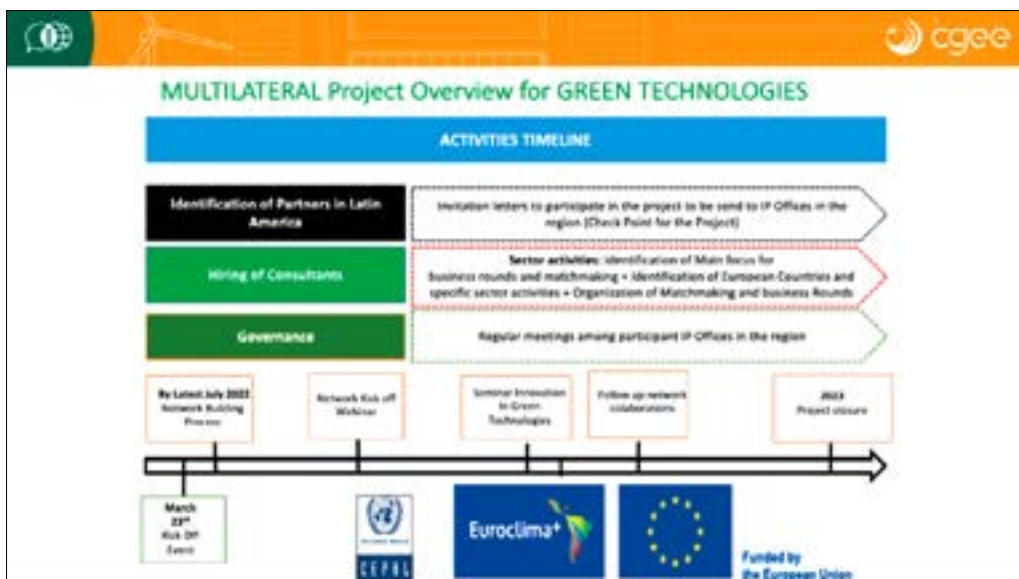 cgee
MULTILATERAL Project Overview for GREEN TECHNOLOGIES
ACTIVITIES TIMELINE
Identification of Partners in Latin
America
Invitation letters to participate in the project to be send to IP Offices in the
region (Check Point for the Project)
Hiring of Consultants
Sector activities: Identification of Main focus for
business rounds and matchmaking + Identification of European Countries and
specific sector activities + Organization of Matchmaking and business Rounds
Governance
Regular meetings among participant IP Offices in the region
By Latest July 2022
Network Building
Process
Network Kick off
Webinar
Seminar Innovation
in Green
Technologies
Follow up network
collaborations
2023
Project closure
March
23rd
Kick Off
Event
CEPAL
Euroclima+
Funded by
the European Union